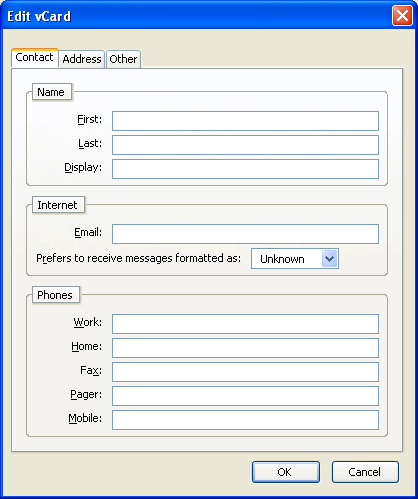 Edit vCard
Contact Address Other
Name
First:
Last:
Display:
Internet
Email:
Prefers to receive messages formatted as: Unknown
Phones
Work:
Home:
Fax:
Pager:
Mobile:
OK Cancel